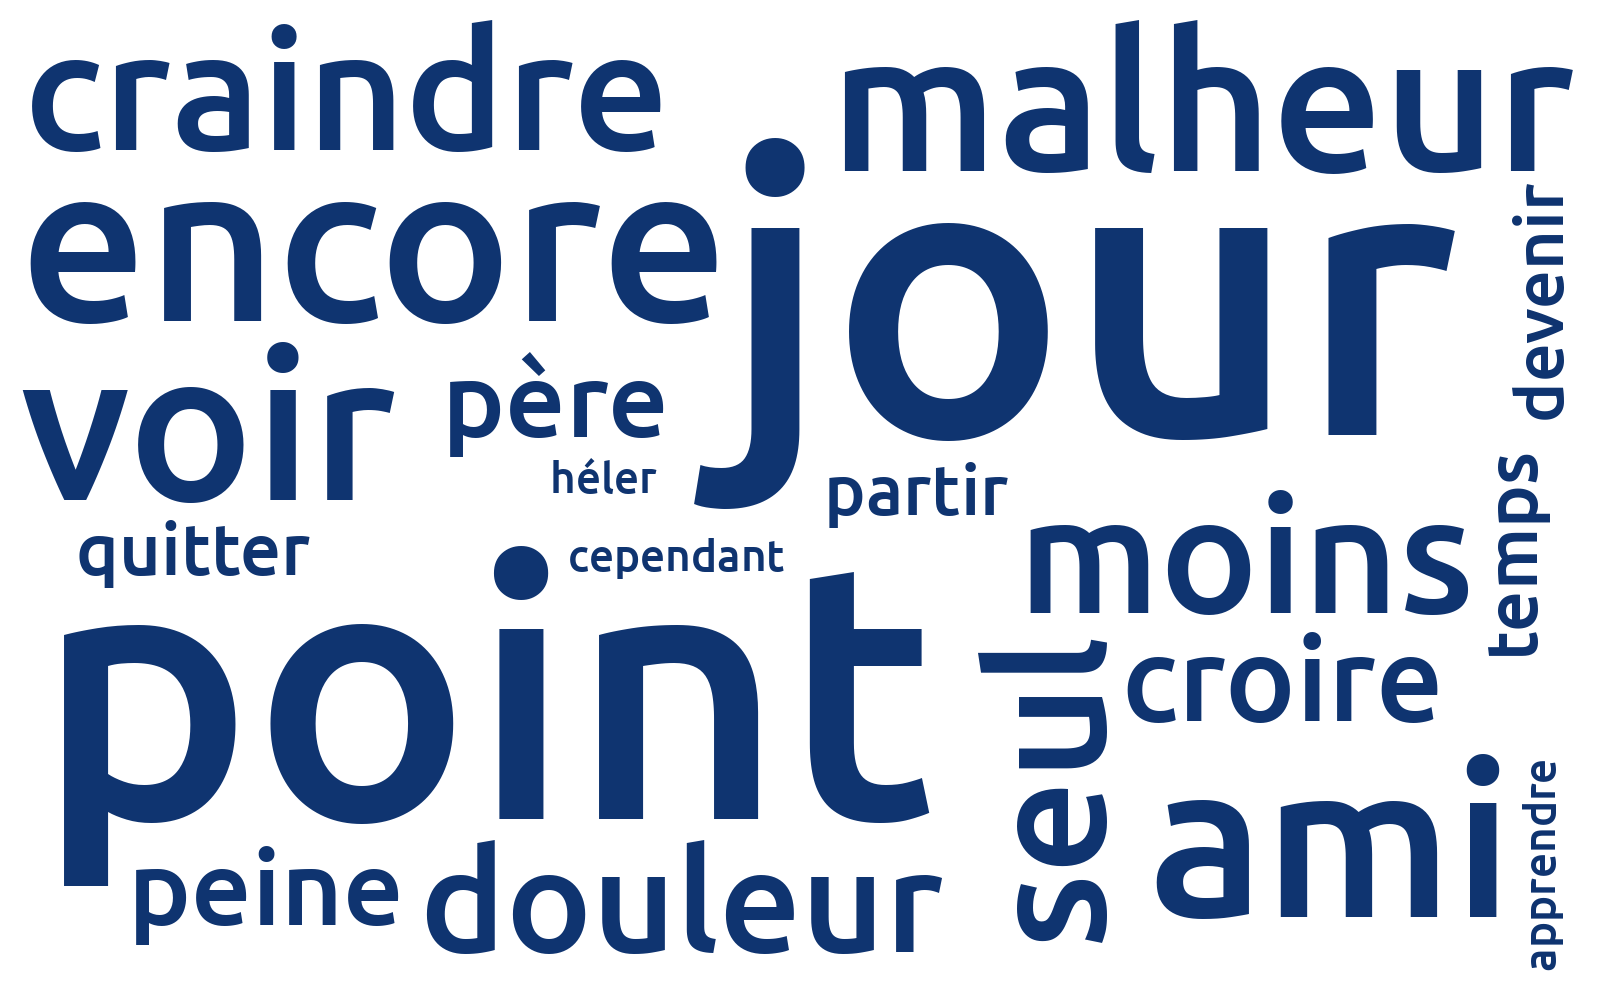 craindre
malheur
encore
jour
devenir
voir
père
héler
partir
temps
quitter
cependant
moins
point
seul
croire
ami
apprendre
peine
douleur